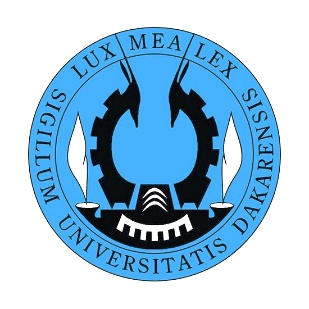 LUX MEA LEX
SIGILLUM UNIVERSITATIS DAKARENSIS